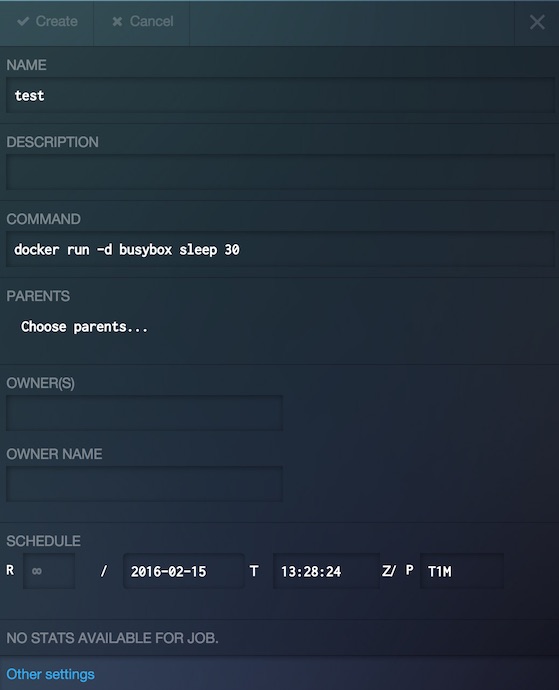 ✔ Create ✖ Cancel ✕
NAME
test
DESCRIPTION
COMMAND
docker run -d busybox sleep 30
PARENTS
Choose parents...
OWNER(S)
OWNER NAME
SCHEDULE
R ∞ / 2016-02-15 T 13:28:24 Z/ P T1M
NO STATS AVAILABLE FOR JOB.
Other settings